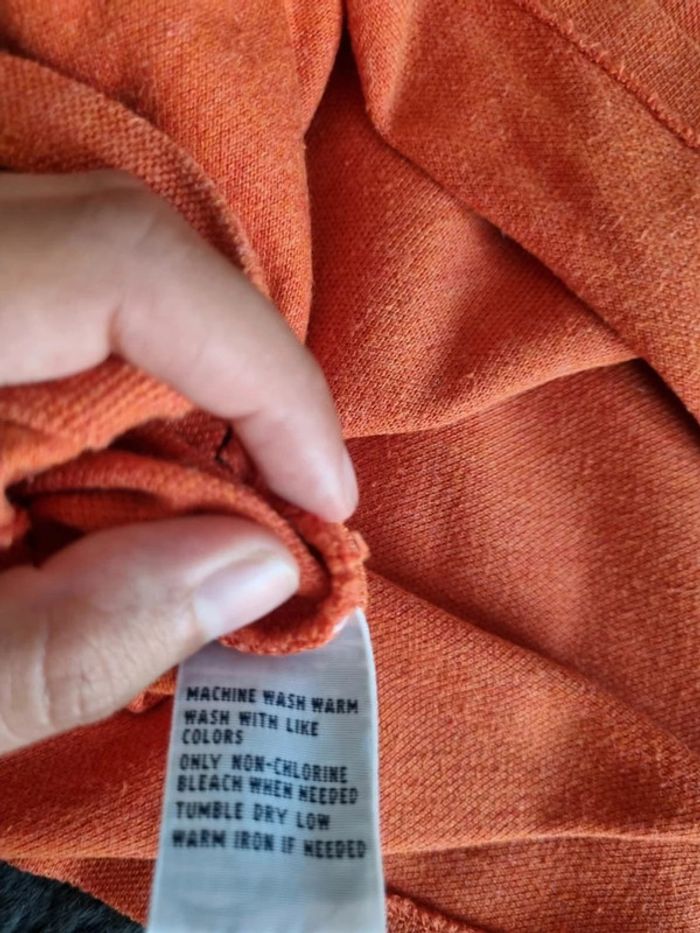 MACHINE WASH WARM
WASH WITH LIKE
COLORS
ONLY NON-CHLORINE
BLEACH WHEN NEEDED
TUMBLE DRY LOW
WARM IRON IF NEEDED